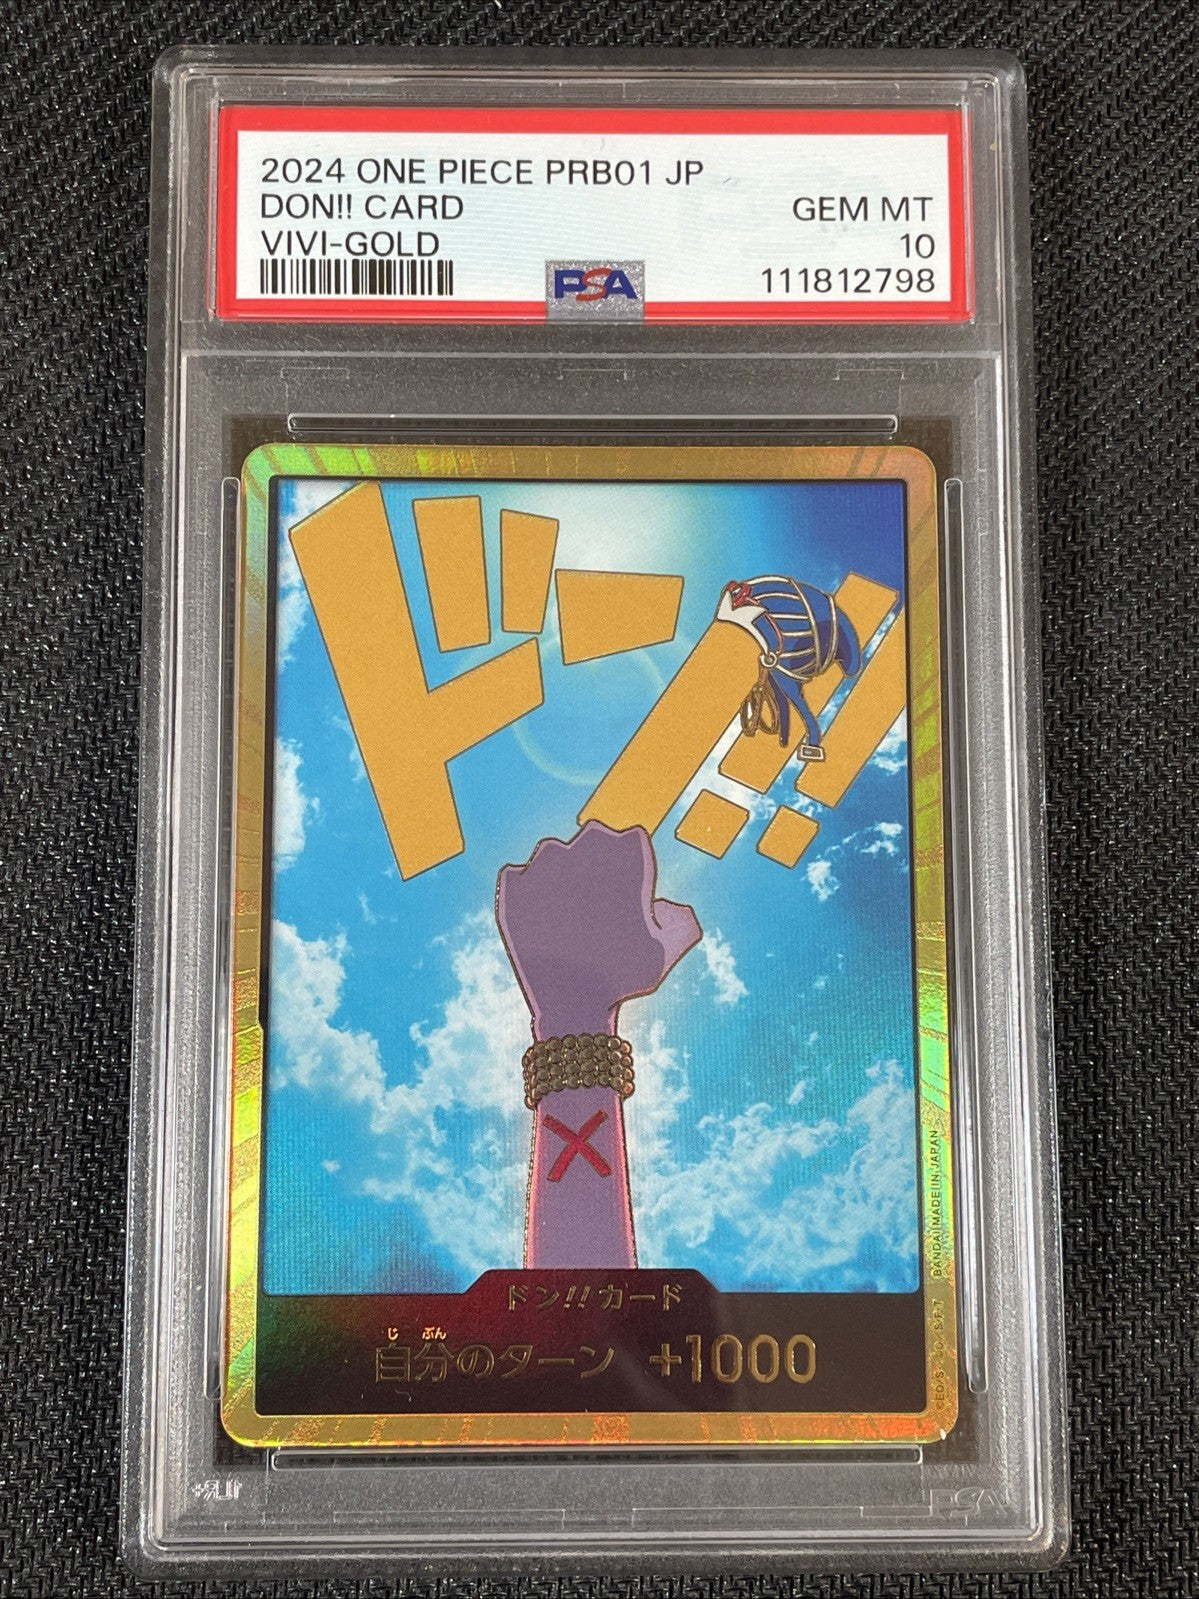 2024 ONE PIECE PRB01 JP
DON!! CARD
GEM MT
VIVI-GOLD
10
PSA
111812798
ドン!!
ドン!!カード
じ ぶん
自分のターン +1000
BANDAI MADE IN JAPAN
PSA